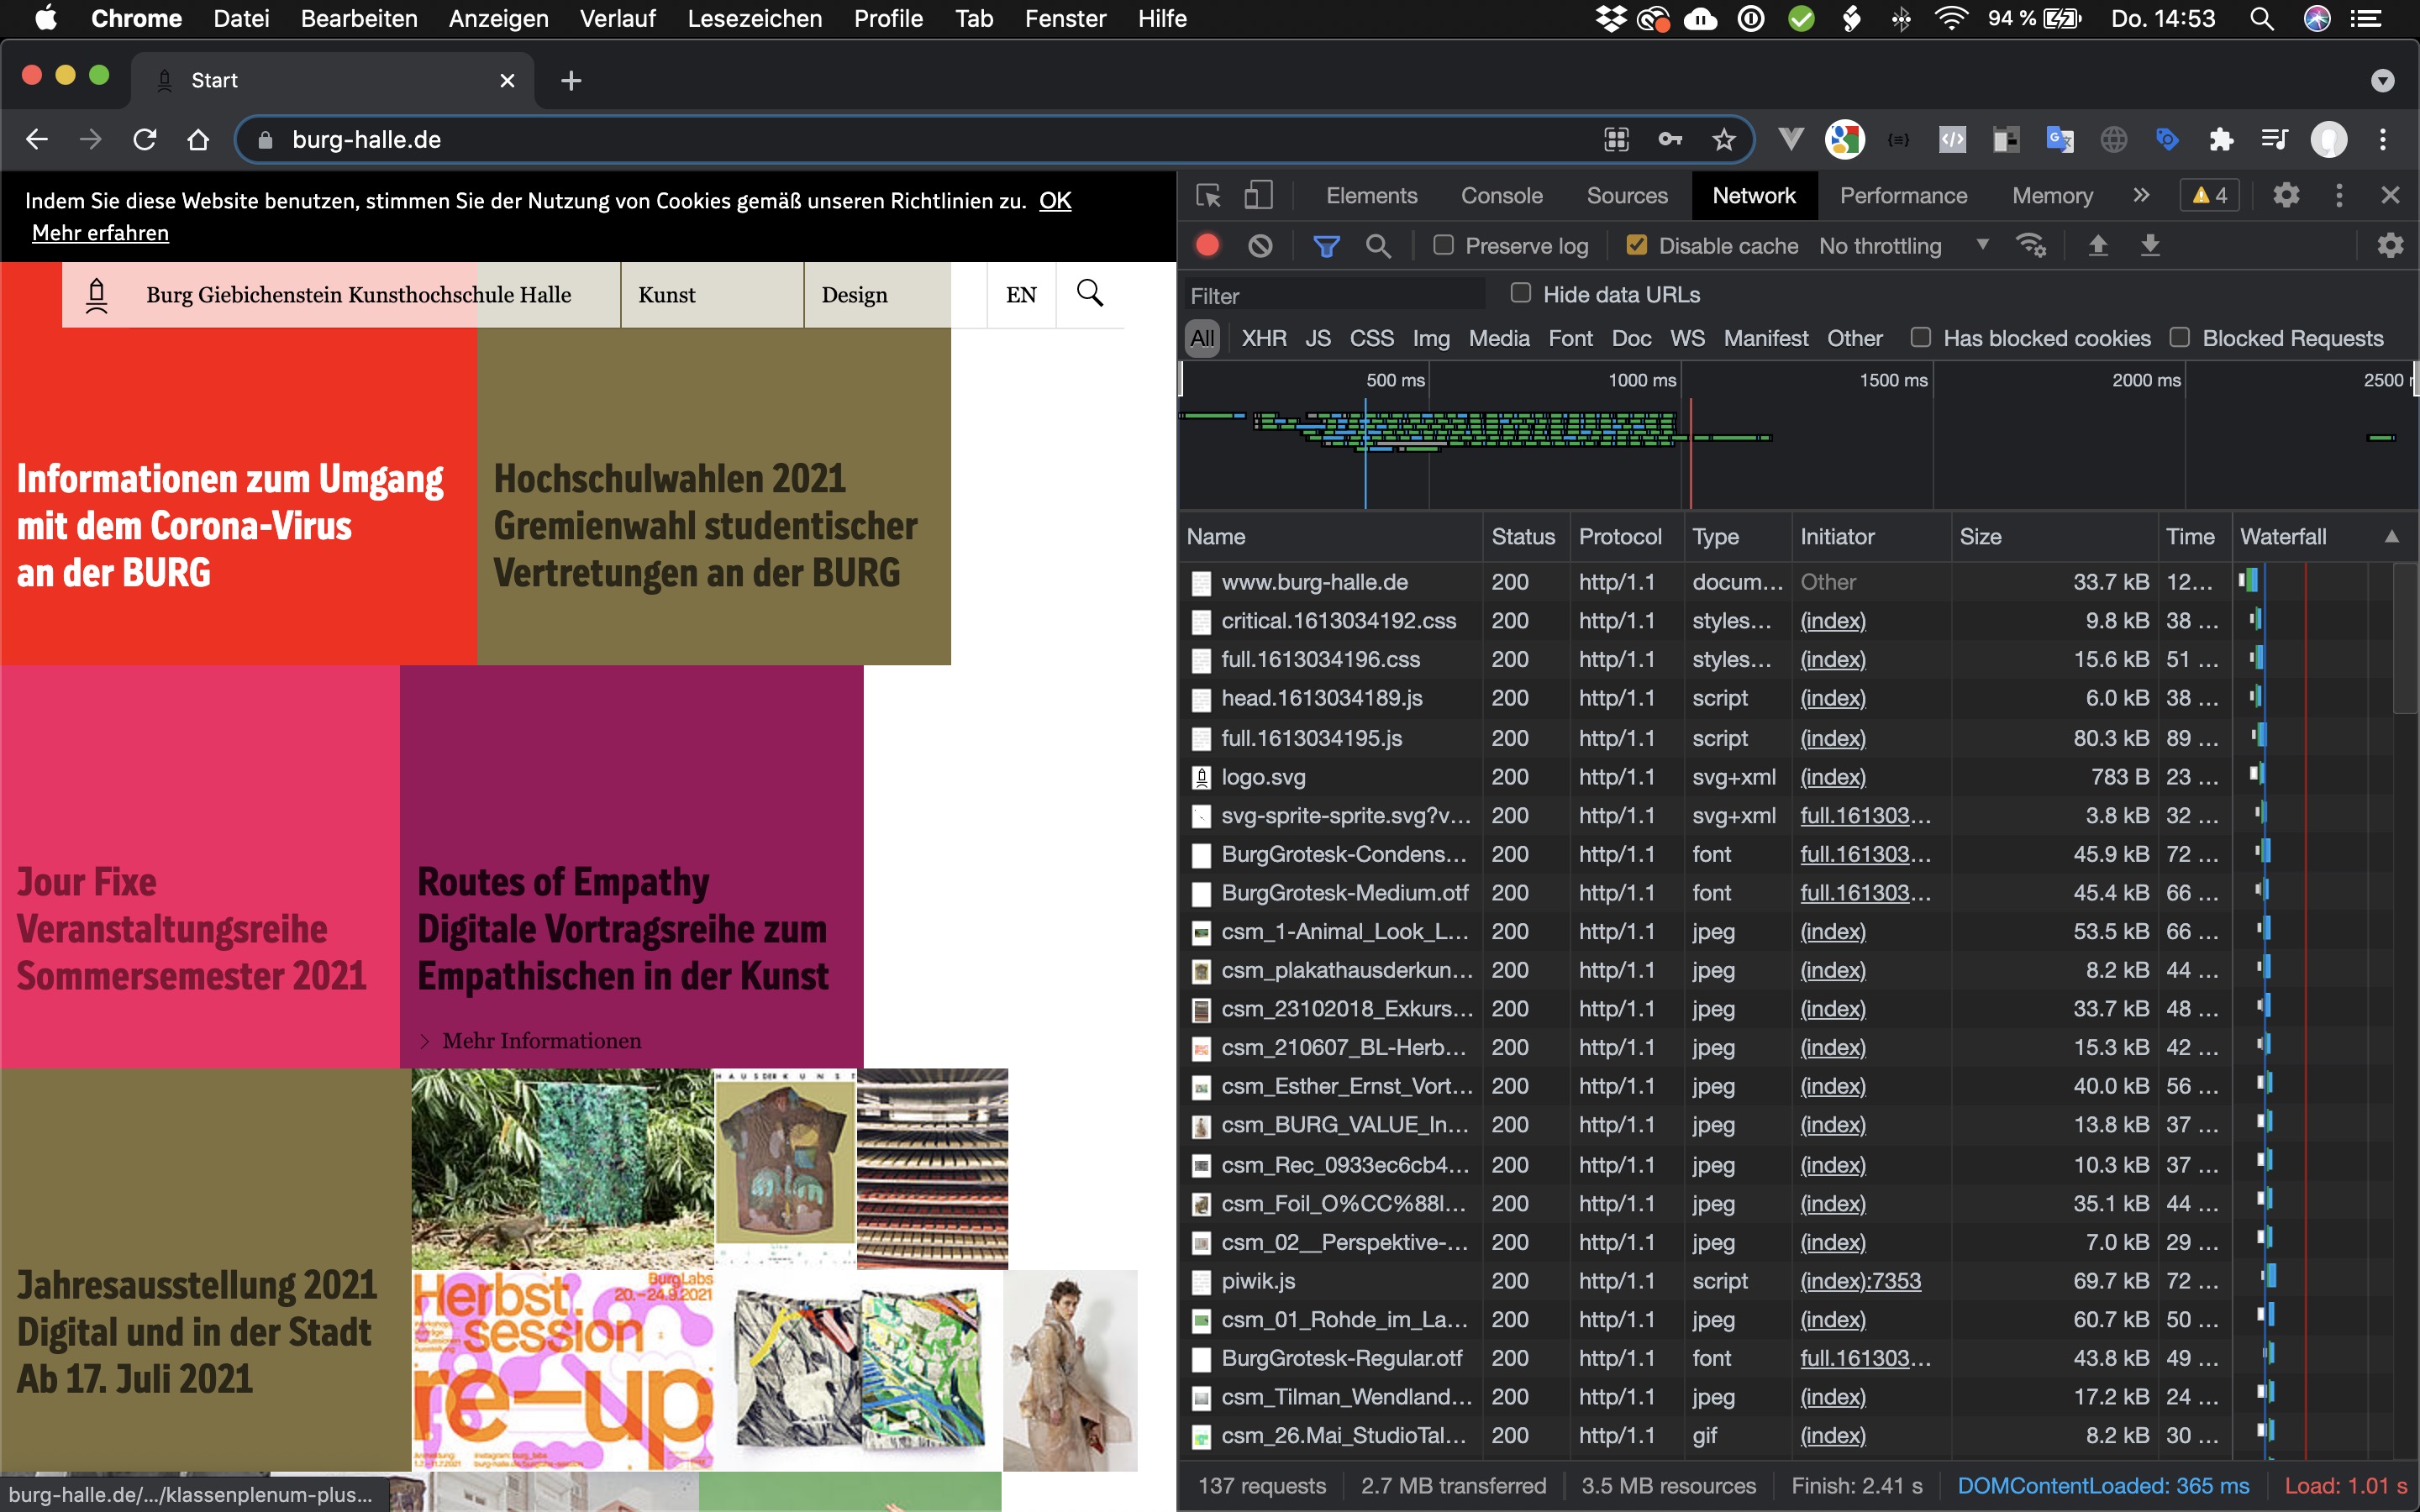 Chrome Datei Bearbeiten Anzeigen Verlauf Lesezeichen Profile Tab Fenster Hilfe 94 % Do. 14:53
Start
burg-halle.de
Indem Sie diese Website benutzen, stimmen Sie der Nutzung von Cookies gemäß unseren Richtlinien zu. OK
Mehr erfahren
Burg Giebichenstein Kunsthochschule Halle Kunst Design EN
Informationen zum Umgang
mit dem Corona-Virus
an der BURG
Hochschulwahlen 2021
Gremienwahl studentischer
Vertretungen an der BURG
Jour Fixe
Veranstaltungsreihe
Sommersemester 2021
Routes of Empathy
Digitale Vortragsreihe zum
Empathischen in der Kunst
Mehr Informationen
Jahresausstellung 2021
Digital und in der Stadt
Ab 17. Juli 2021
HAUS DER KUNST
Herbst.
session
re-up
BurgLabs
20.–24.9.2021
burg-halle.de/.../klassenplenum-plus...
Elements Console Sources Network Performance Memory 4
Preserve log Disable cache No throttling
Filter Hide data URLs
All XHR JS CSS Img Media Font Doc WS Manifest Other Has blocked cookies Blocked Requests
500 ms 1000 ms 1500 ms 2000 ms 2500
Name Status Protocol Type Initiator Size Time Waterfall
www.burg-halle.de 200 http/1.1 docum... Other 33.7 kB 12...
critical.1613034192.css 200 http/1.1 styles... (index) 9.8 kB 38 ...
full.1613034196.css 200 http/1.1 styles... (index) 15.6 kB 51 ...
head.1613034189.js 200 http/1.1 script (index) 6.0 kB 38 ...
full.1613034195.js 200 http/1.1 script (index) 80.3 kB 89 ...
logo.svg 200 http/1.1 svg+xml (index) 783 B 23 ...
svg-sprite-sprite.svg?v... 200 http/1.1 svg+xml full.161303... 3.8 kB 32 ...
BurgGrotesk-Condens... 200 http/1.1 font full.161303... 45.9 kB 72 ...
BurgGrotesk-Medium.otf 200 http/1.1 font full.161303... 45.4 kB 66 ...
csm_1-Animal_Look_L... 200 http/1.1 jpeg (index) 53.5 kB 66 ...
csm_plakathausderkun... 200 http/1.1 jpeg (index) 8.2 kB 44 ...
csm_23102018_Exkurs... 200 http/1.1 jpeg (index) 33.7 kB 48 ...
csm_210607_BL-Herb... 200 http/1.1 jpeg (index) 15.3 kB 42 ...
csm_Esther_Ernst_Vort... 200 http/1.1 jpeg (index) 40.0 kB 56 ...
csm_BURG_VALUE_In... 200 http/1.1 jpeg (index) 13.8 kB 37 ...
csm_Rec_0933ec6cb4... 200 http/1.1 jpeg (index) 10.3 kB 37 ...
csm_Foil_O%CC%88l... 200 http/1.1 jpeg (index) 35.1 kB 44 ...
csm_02__Perspektive-... 200 http/1.1 jpeg (index) 7.0 kB 29 ...
piwik.js 200 http/1.1 script (index):7353 69.7 kB 72 ...
csm_01_Rohde_im_La... 200 http/1.1 jpeg (index) 60.7 kB 50 ...
BurgGrotesk-Regular.otf 200 http/1.1 font full.161303... 43.8 kB 49 ...
csm_Tilman_Wendland... 200 http/1.1 jpeg (index) 17.2 kB 24 ...
csm_26.Mai_StudioTal... 200 http/1.1 gif (index) 8.2 kB 30 ...
137 requests 2.7 MB transferred 3.5 MB resources Finish: 2.41 s DOMContentLoaded: 365 ms Load: 1.01 s